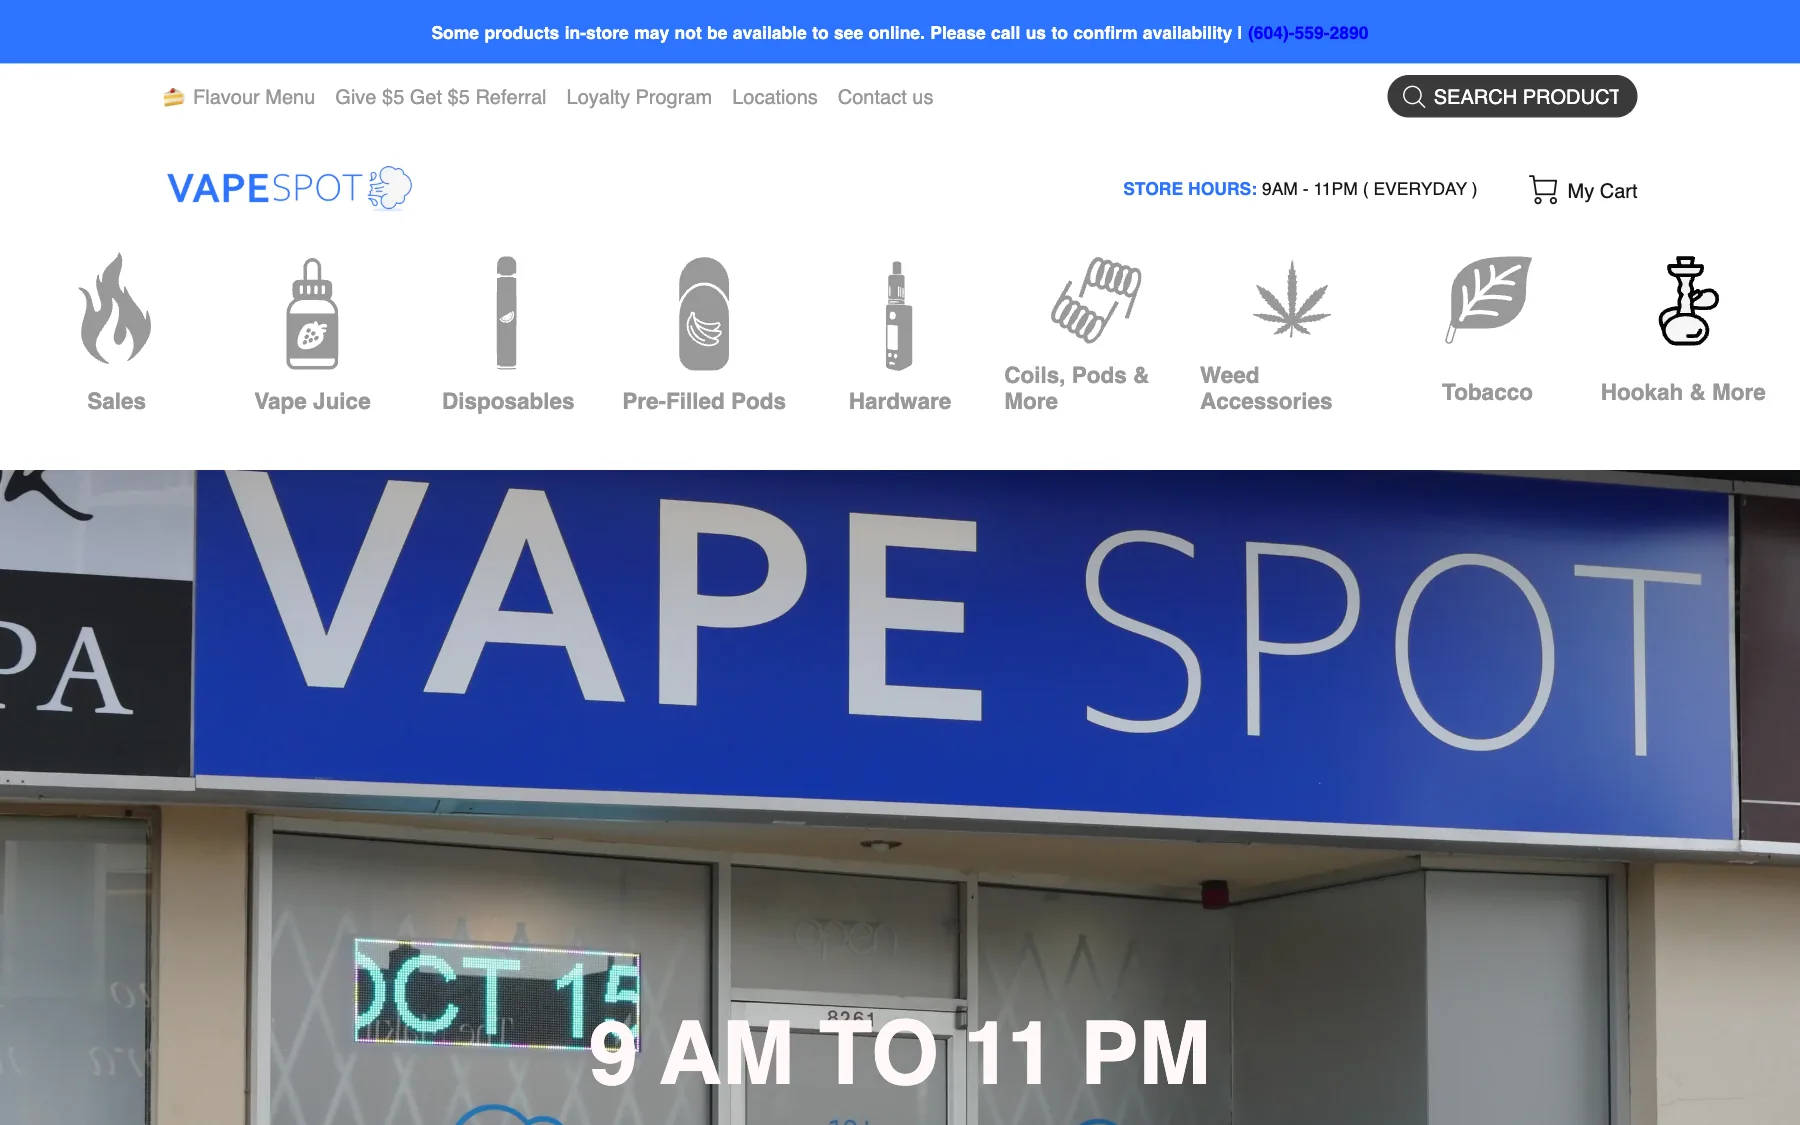 Some products in-store may not be available to see online. Please call us to confirm availability | (604)-559-2890
Flavour Menu Give $5 Get $5 Referral Loyalty Program Locations Contact us
SEARCH PRODUCT
VAPESPOT
STORE HOURS: 9AM - 11PM ( EVERYDAY )
My Cart
Sales
Vape Juice
Disposables
Pre-Filled Pods
Hardware
Coils, Pods &
More
Weed
Accessories
Tobacco
Hookah & More
VAPE SPOT
PA
open
OCT 15
8261
9 AM TO 11 PM